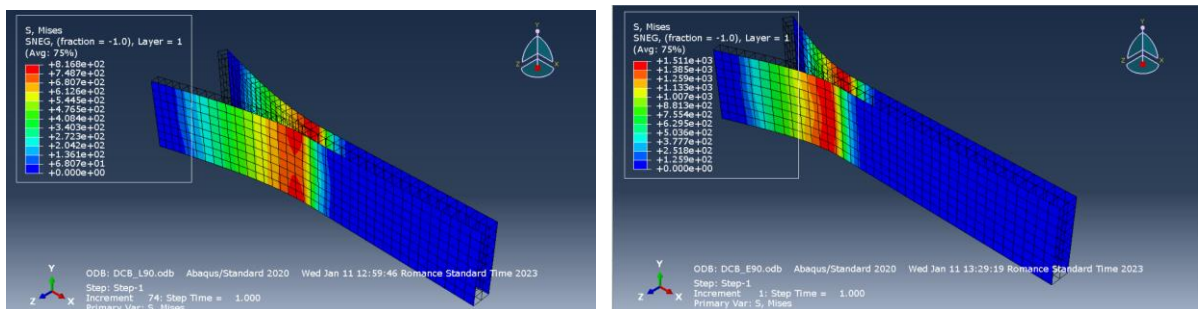 S, Mises
SNEG, (fraction = -1.0), Layer = 1
(Avg: 75%)
+8.168e+02
+7.487e+02
+6.807e+02
+6.126e+02
+5.445e+02
+4.765e+02
+4.084e+02
+3.403e+02
+2.723e+02
+2.042e+02
+1.361e+02
+6.807e+01
+0.000e+00
Y
Z
X
Y
Z
X
ODB: DCB_L90.odb Abaqus/Standard 2020 Wed Jan 11 12:59:46 Romance Standard Time 2023
Step: Step-1
Increment 74: Step Time = 1.000
Primary Var: S, Mises
S, Mises
SNEG, (fraction = -1.0), Layer = 1
(Avg: 75%)
+1.511e+03
+1.385e+03
+1.259e+03
+1.133e+03
+1.007e+03
+8.813e+02
+7.554e+02
+6.295e+02
+5.036e+02
+3.777e+02
+2.518e+02
+1.259e+02
+0.000e+00
Y
Z
X
Y
Z
X
ODB: DCB_E90.odb Abaqus/Standard 2020 Wed Jan 11 13:29:19 Romance Standard Time 2023
Step: Step-1
Increment 1: Step Time = 1.000
Primary Var: S, Mises